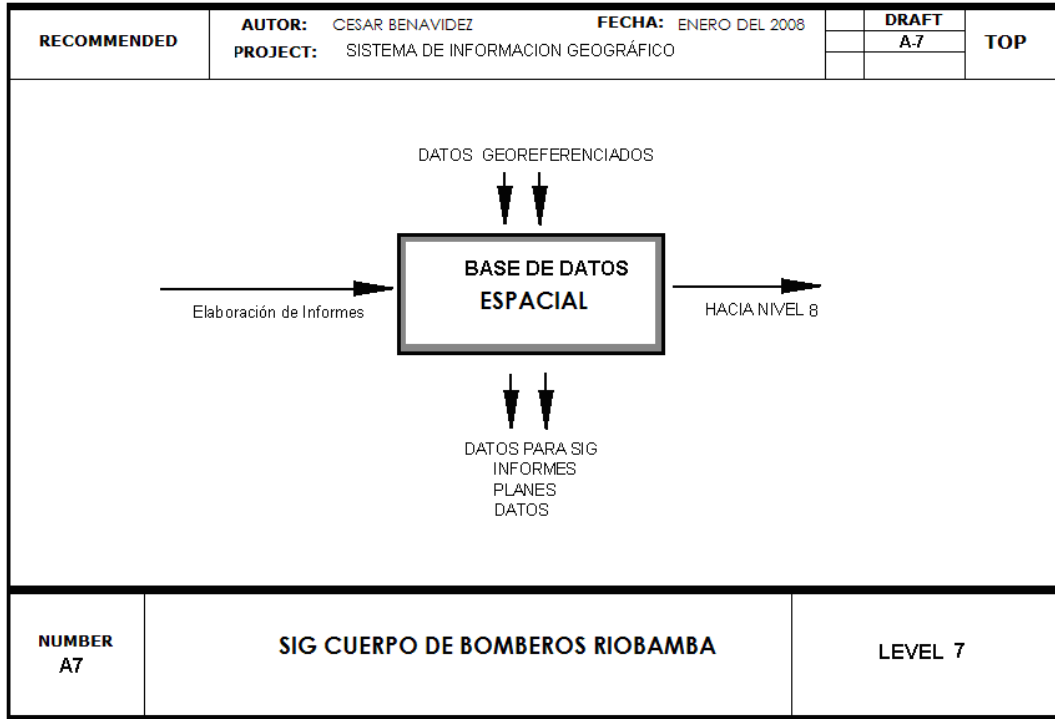 RECOMMENDED
AUTOR: CESAR BENAVIDEZ FECHA: ENERO DEL 2008
PROJECT: SISTEMA DE INFORMACION GEOGRÁFICO
DRAFT
A-7
TOP
DATOS GEOREFERENCIADOS
BASE DE DATOS
ESPACIAL
Elaboración de Informes
HACIA NIVEL 8
DATOS PARA SIG
INFORMES
PLANES
DATOS
NUMBER
A7
SIG CUERPO DE BOMBEROS RIOBAMBA
LEVEL 7